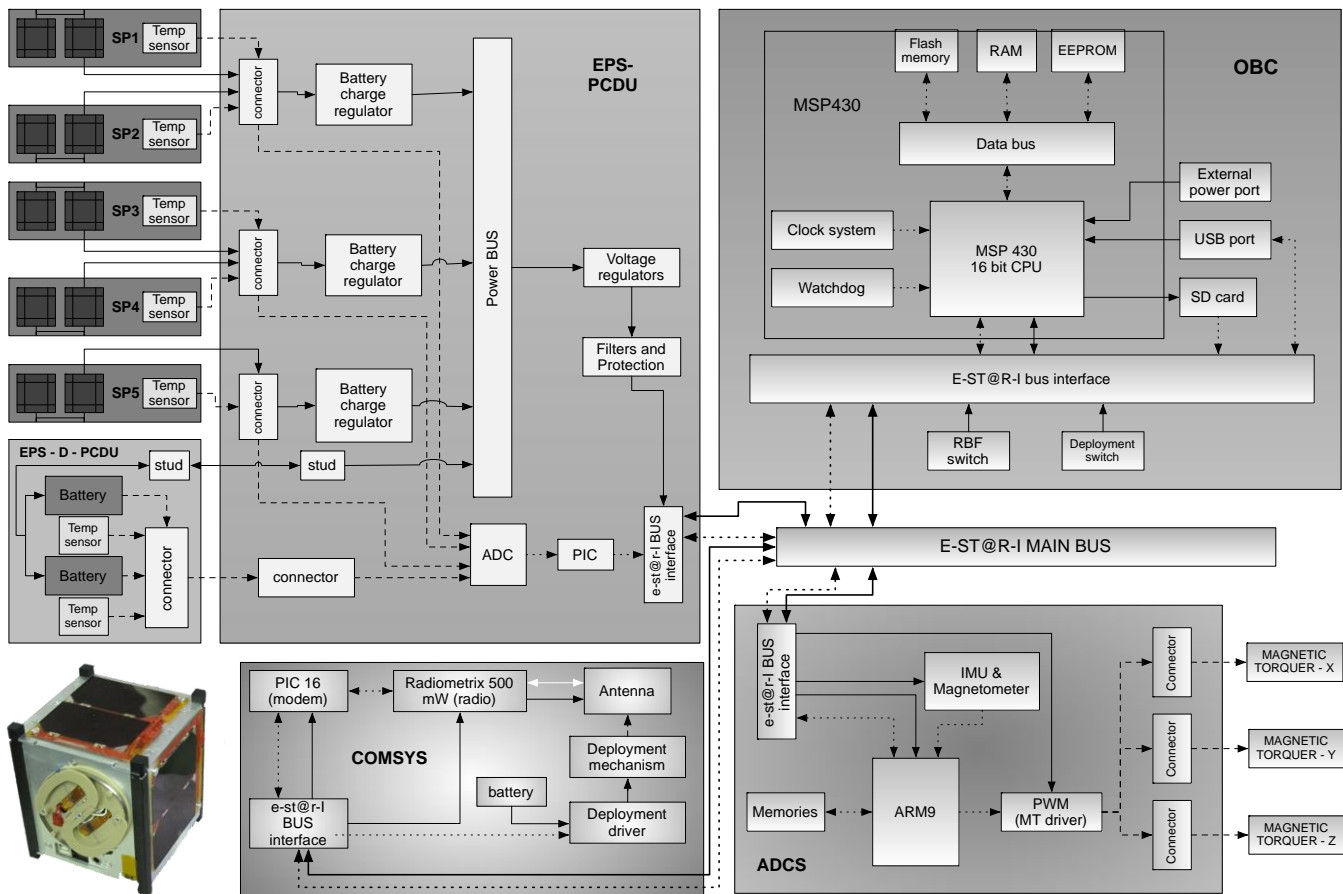 SP1
Temp
sensor
SP2
Temp
sensor
SP3
Temp
sensor
SP4
Temp
sensor
SP5
Temp
sensor
EPS - D - PCDU
stud
Battery
Temp
sensor
Battery
Temp
sensor
connector
EPS-
PCDU
connector
Battery
charge
regulator
connector
Battery
charge
regulator
connector
Battery
charge
regulator
stud
connector
Power BUS
Voltage
regulators
Filters and
Protection
ADC
PIC
e-st@r-I BUS
interface
OBC
MSP430
Flash
memory
RAM
EEPROM
Data bus
Clock system
Watchdog
MSP 430
16 bit CPU
External
power port
USB port
SD card
E-ST@R-I bus interface
RBF
switch
Deployment
switch
E-ST@R-I MAIN BUS
COMSYS
PIC 16
(modem)
Radiometrix 500
mW (radio)
Antenna
Deployment
mechanism
battery
Deployment
driver
e-st@r-I
BUS
interface
ADCS
e-st@r-I BUS
interface
IMU &
Magnetometer
Memories
ARM9
PWM
(MT driver)
Connector
Connector
Connector
MAGNETIC
TORQUER - X
MAGNETIC
TORQUER - Y
MAGNETIC
TORQUER - Z